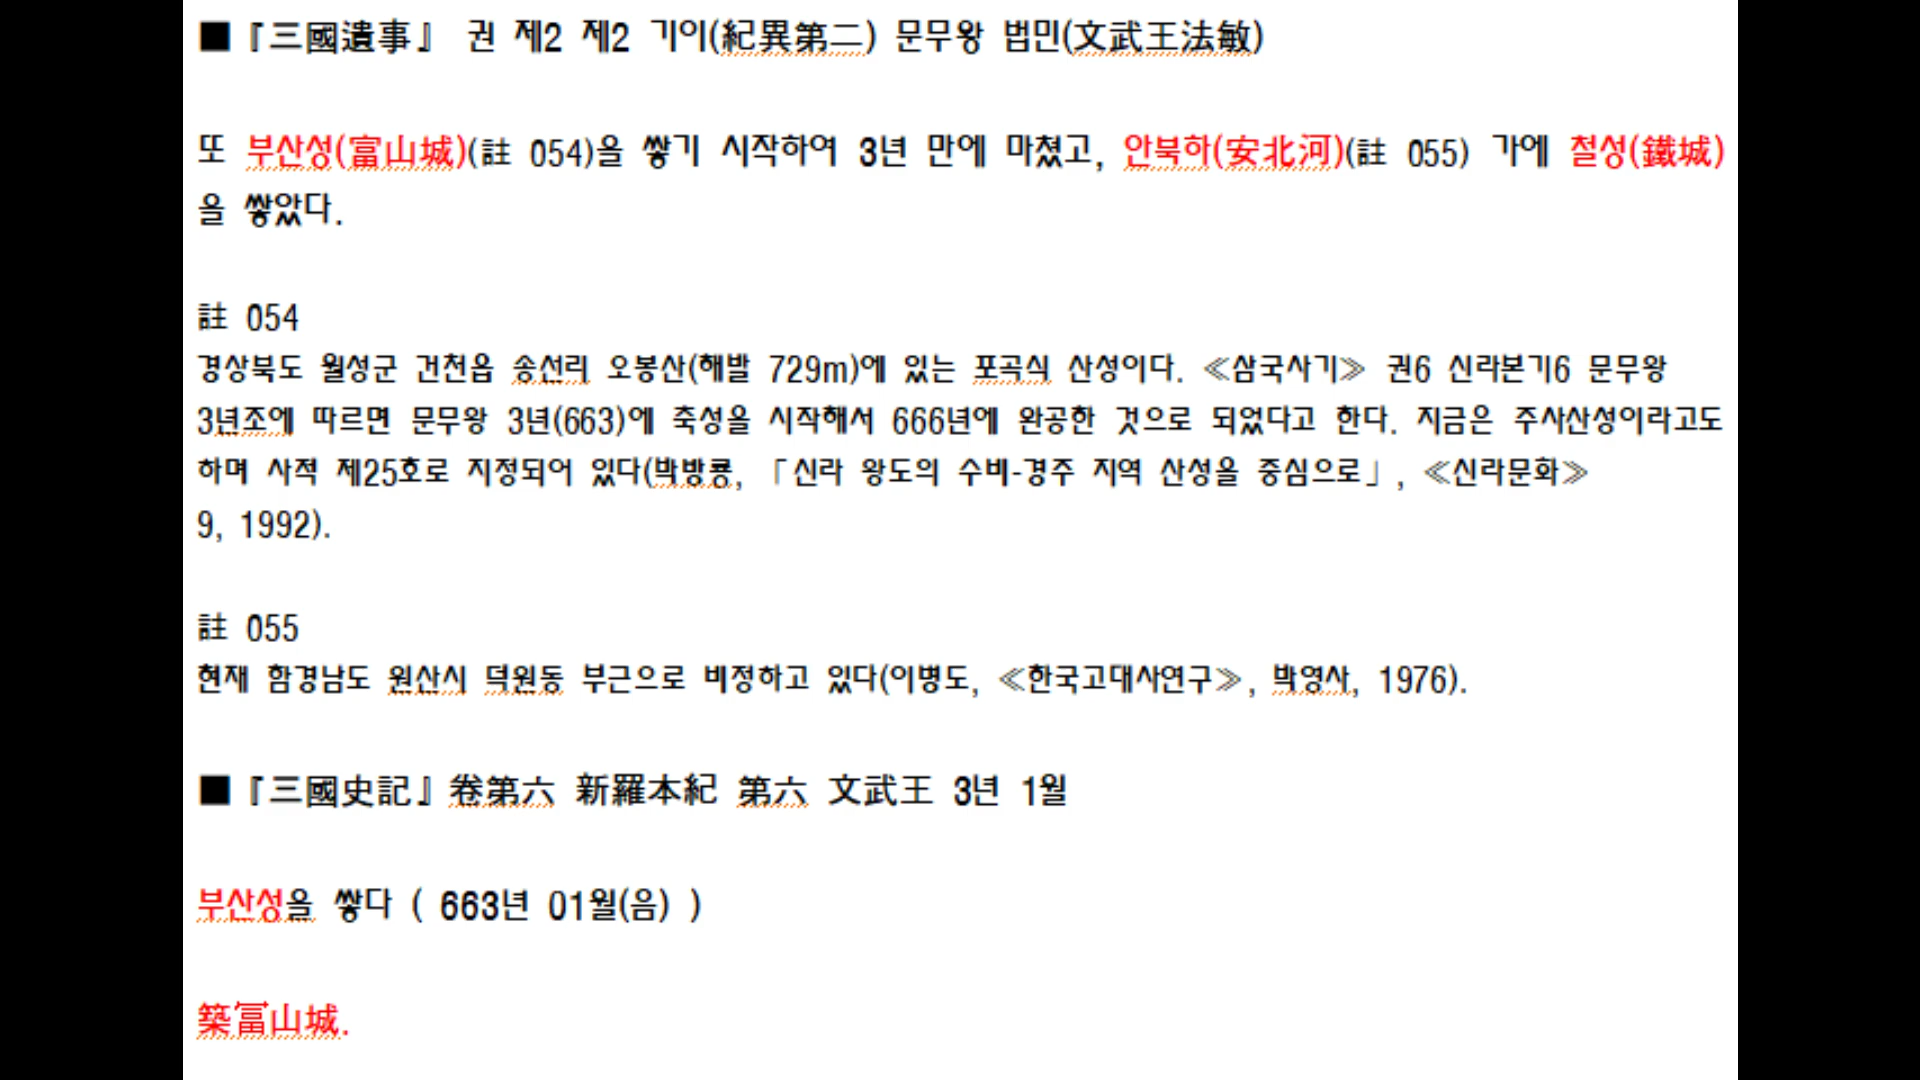 ■『三國遺事』 권 제2 제2 기이(紀異第二) 문무왕 법민(文武王法敏)
또 부산성(富山城)(註 054)을 쌓기 시작하여 3년 만에 마쳤고, 안북하(安北河)(註 055) 가에 철성(鐵城)
을 쌓았다.
註 054
경상북도 월성군 건천읍 송선리 오봉산(해발 729m)에 있는 포곡식 산성이다. ≪삼국사기≫ 권6 신라본기6 문무왕
3년조에 따르면 문무왕 3년(663)에 축성을 시작해서 666년에 완공한 것으로 되었다고 한다. 지금은 주사산성이라고도
하며 사적 제25호로 지정되어 있다(박방룡, 「신라 왕도의 수비-경주 지역 산성을 중심으로」, ≪신라문화≫
9, 1992).
註 055
현재 함경남도 원산시 덕원동 부근으로 비정하고 있다(이병도, ≪한국고대사연구≫, 박영사, 1976).
■『三國史記』卷第六 新羅本紀 第六 文武王 3년 1월
부산성을 쌓다 ( 663년 01월(음) )
築冨山城.